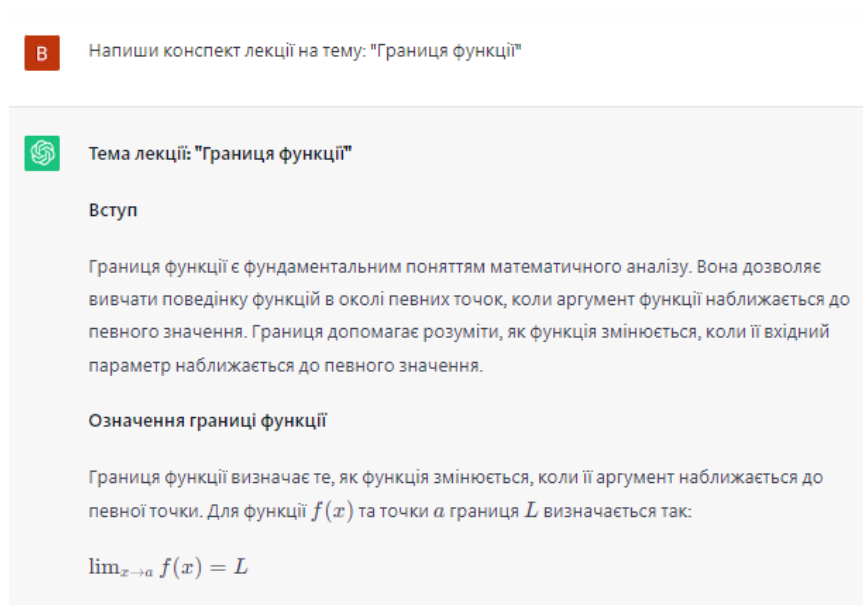 В
Напиши конспект лекції на тему: "Границя функції"
Тема лекції: "Границя функції"
Вступ
Границя функції є фундаментальним поняттям математичного аналізу. Вона дозволяє
вивчати поведінку функцій в околі певних точок, коли аргумент функції наближається до
певного значення. Границя допомагає розуміти, як функція змінюється, коли її вхідний
параметр наближається до певного значення.
Означення границі функції
Границя функції визначає те, як функція змінюється, коли її аргумент наближається до
певної точки. Для функції f(x) та точки a границя L визначається так:
lim_{x→a} f(x) = L